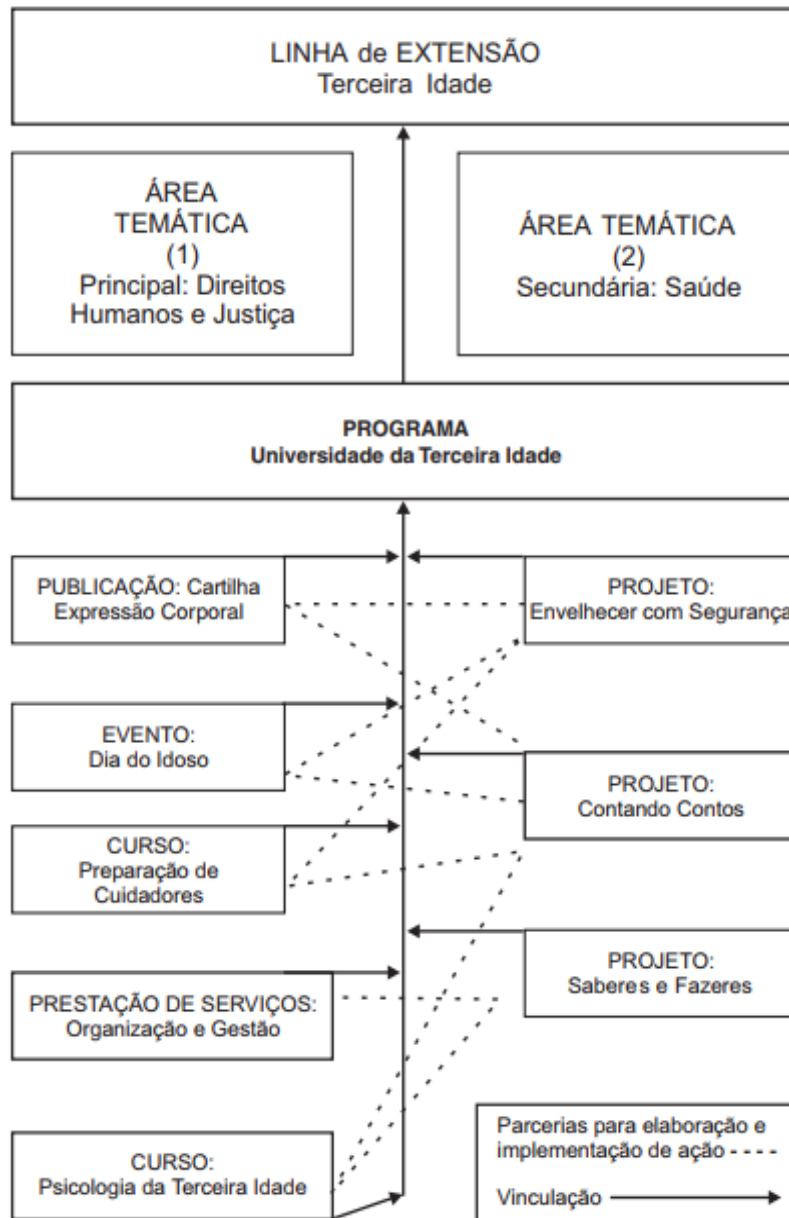 LINHA de EXTENSÃO
Terceira Idade
ÁREA
TEMÁTICA
(1)
Principal: Direitos
Humanos e Justiça
ÁREA TEMÁTICA
(2)
Secundária: Saúde
PROGRAMA
Universidade da Terceira Idade
PUBLICAÇÃO: Cartilha
Expressão Corporal
PROJETO:
Envelhecer com Segurança
EVENTO:
Dia do Idoso
PROJETO:
Contando Contos
CURSO:
Preparação de
Cuidadores
PROJETO:
Saberes e Fazeres
PRESTAÇÃO DE SERVIÇOS:
Organização e Gestão
CURSO:
Psicologia da Terceira Idade
Parcerias para elaboração e
implementação de ação
Vinculação